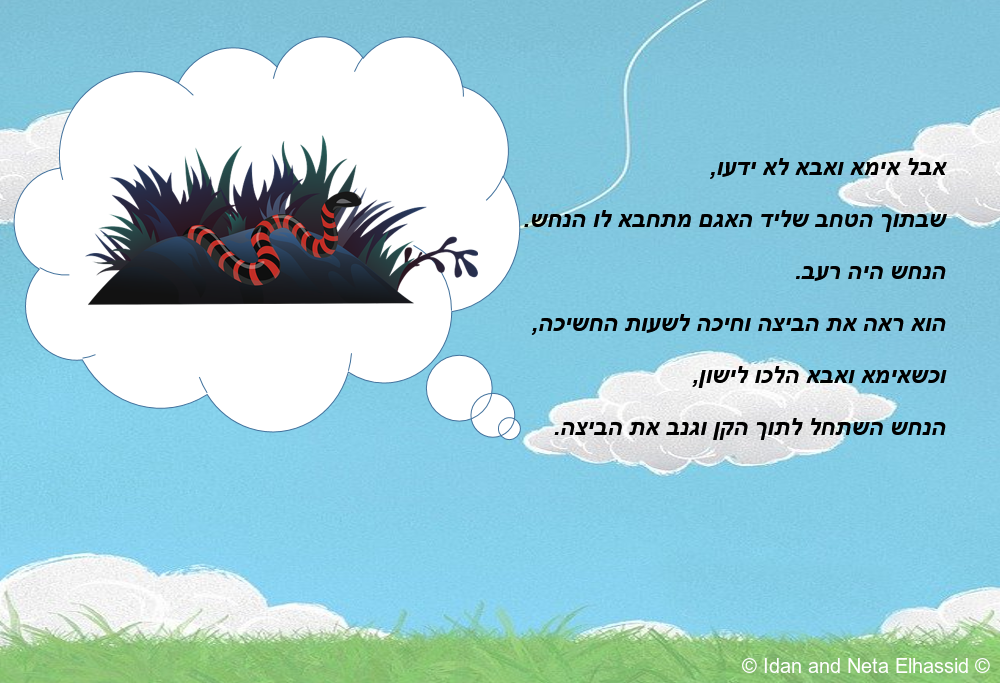 אבל אימא ואבא לא ידעו,
שבתוך הטחב שליד האגם מתחבא לו הנחש.
הנחש היה רעב.
הוא ראה את הביצה וחיכה לשעות החשיכה,
וכשאימא ואבא הלכו לישון,
הנחש השתחל לתוך הקן וגנב את הביצה.
© Idan and Neta Elhassid ©